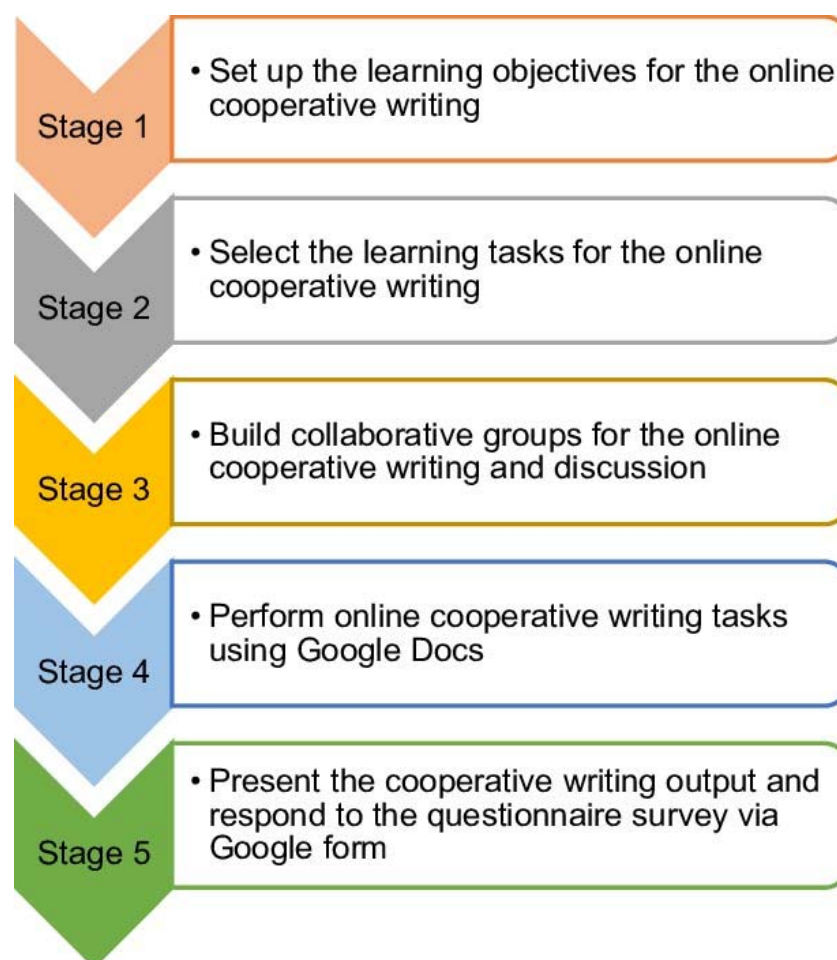 Stage 1
• Set up the learning objectives for the online
cooperative writing
Stage 2
• Select the learning tasks for the online
cooperative writing
Stage 3
• Build collaborative groups for the online
cooperative writing and discussion
Stage 4
• Perform online cooperative writing tasks
using Google Docs
Stage 5
• Present the cooperative writing output and
respond to the questionnaire survey via
Google form